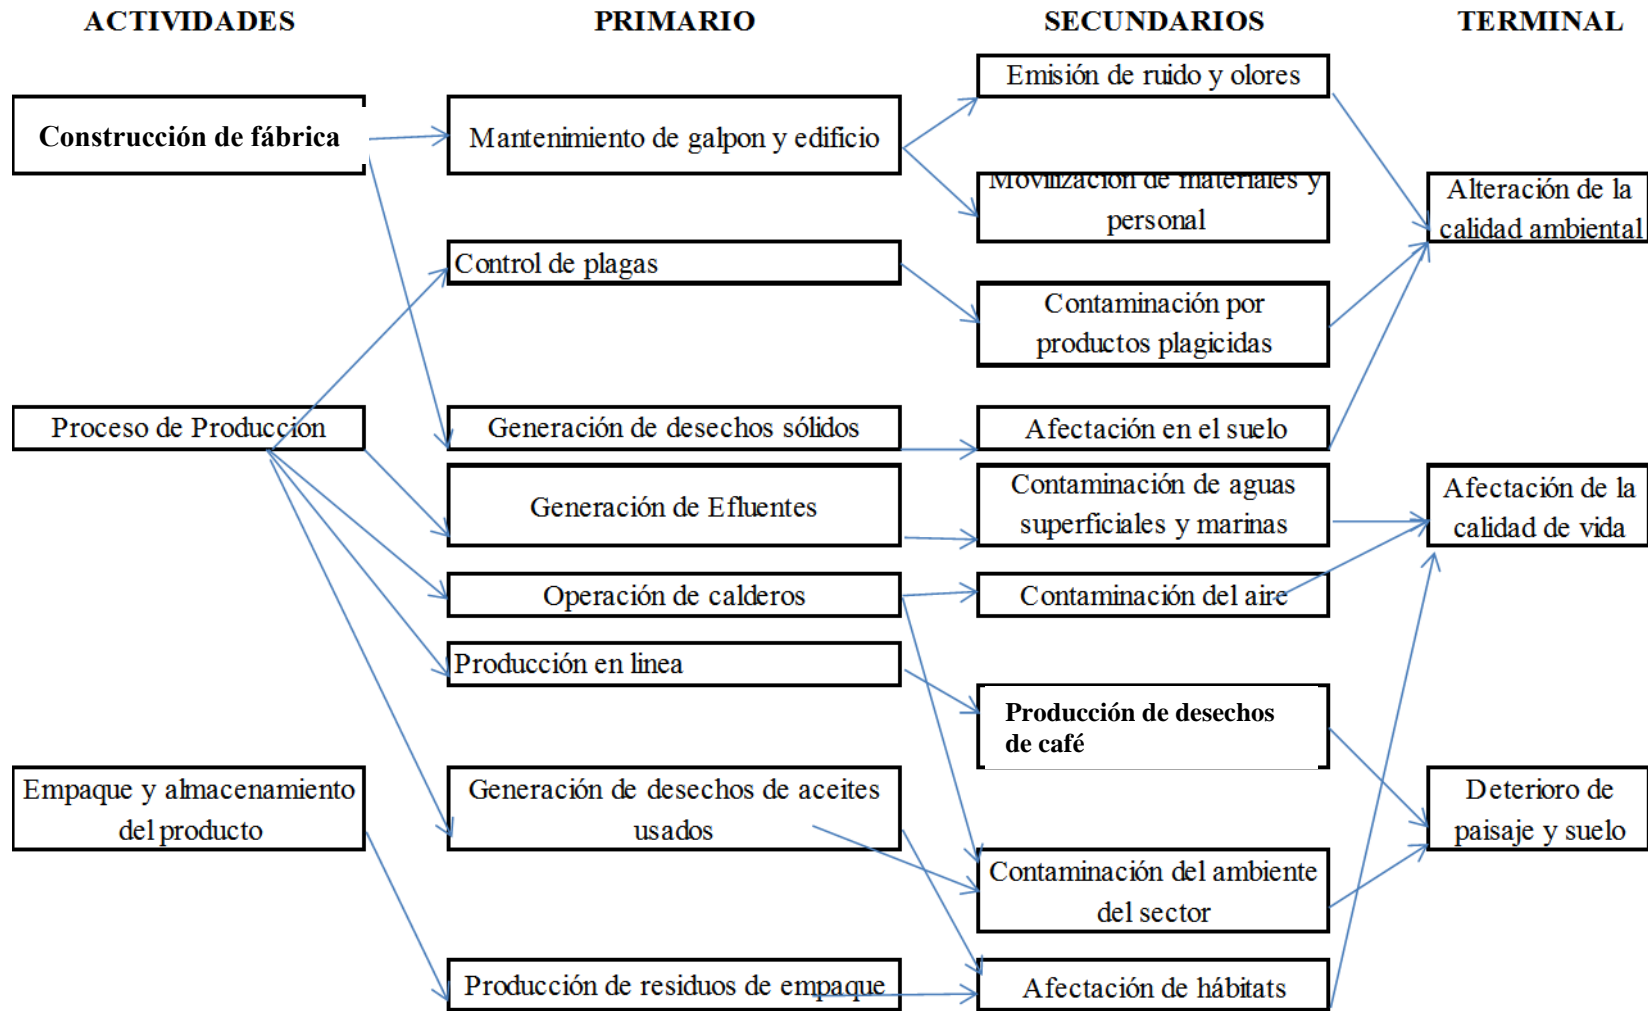 ACTIVIDADES
PRIMARIO
SECUNDARIOS
TERMINAL
Construcción de fábrica
Proceso de Produccion
Empaque y almacenamiento
del producto
Mantenimiento de galpon y edificio
Control de plagas
Generación de desechos sólidos
Generación de Efluentes
Operación de calderos
Producción en linea
Generación de desechos de aceites
usados
Producción de residuos de empaque
Emisión de ruido y olores
Movilización de materiales y
personal
Contaminación por
productos plagicidas
Afectación en el suelo
Contaminación de aguas
superficiales y marinas
Contaminación del aire
Producción de desechos
de café
Contaminación del ambiente
del sector
Afectación de hábitats
Alteración de la
calidad ambiental
Afectación de la
calidad de vida
Deterioro de
paisaje y suelo